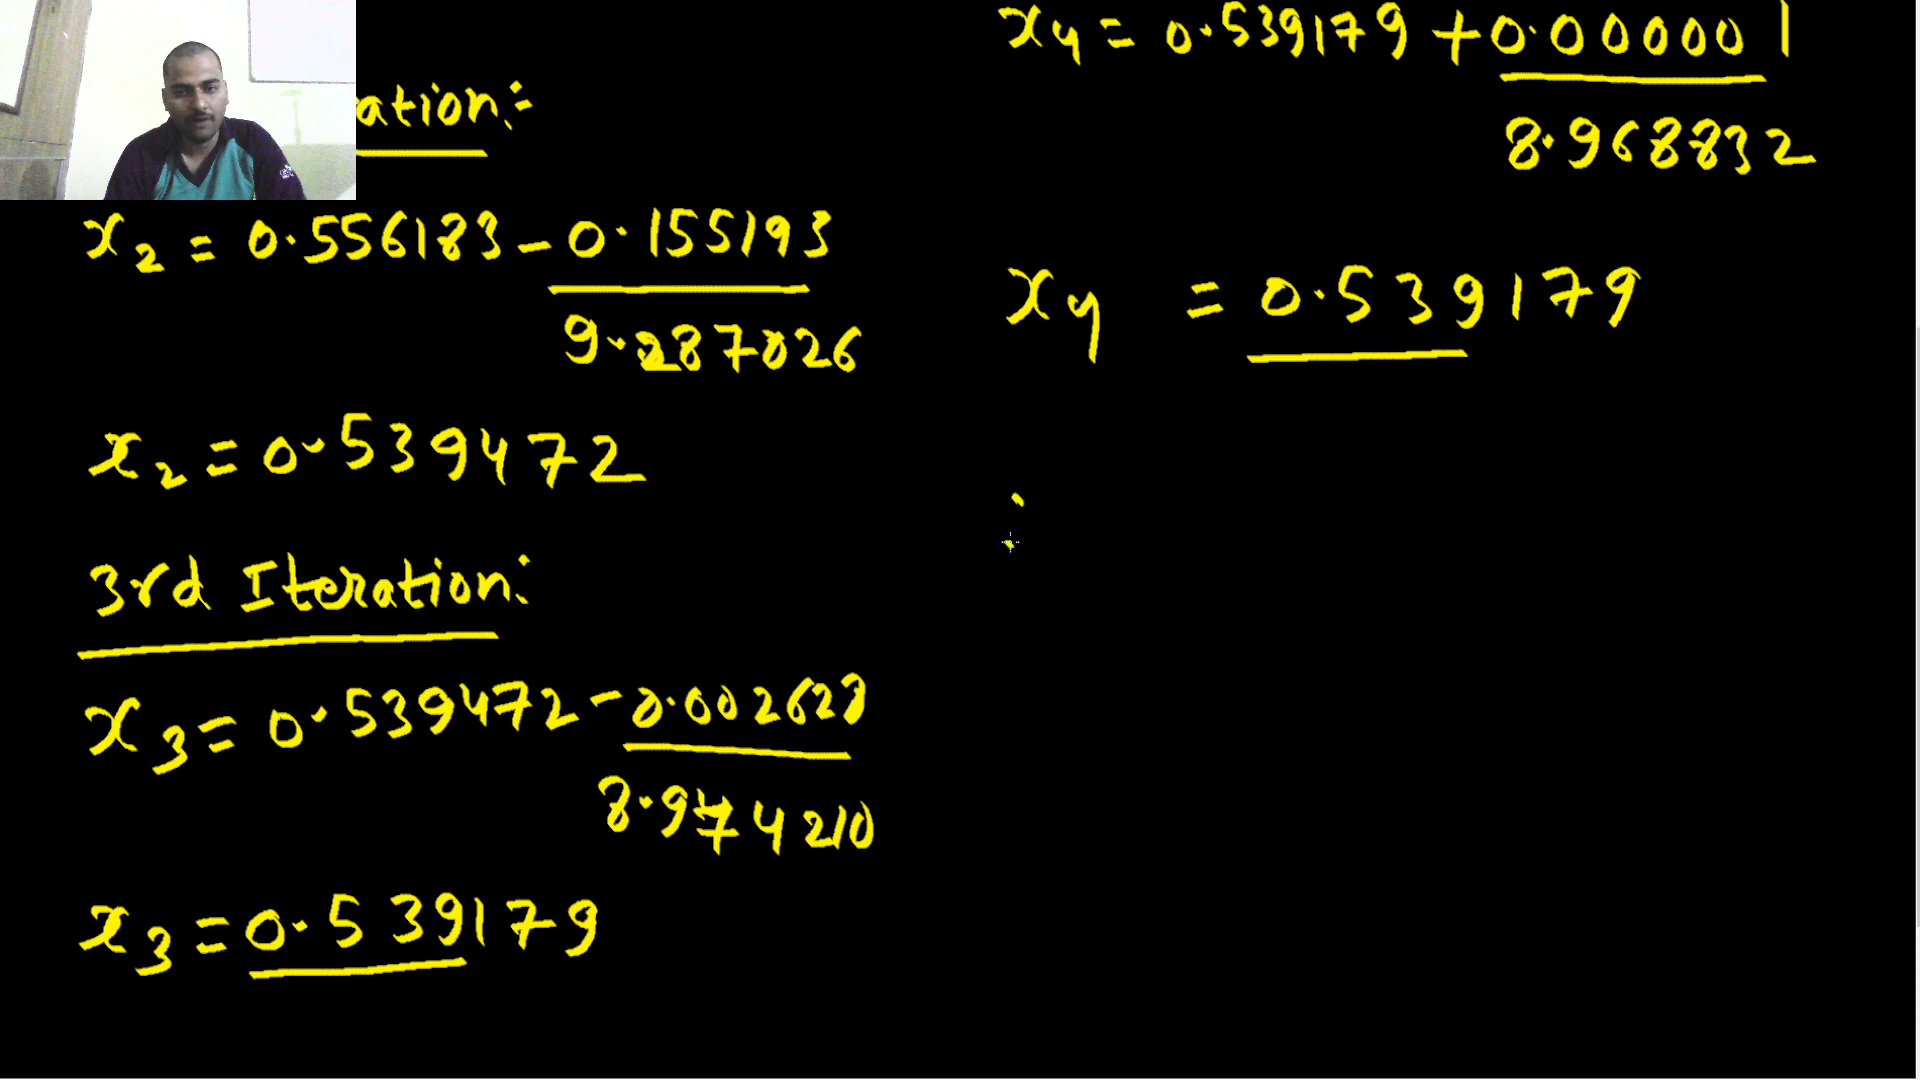 ation:-
x2 = 0.556183 - 0.155193
9.287026
x2 = 0.539472
3rd Iteration:
x3 = 0.539472 - 0.002628
8.974210
x3 = 0.539179
x4 = 0.539179 + 0.000001
8.968832
x4 = 0.539179